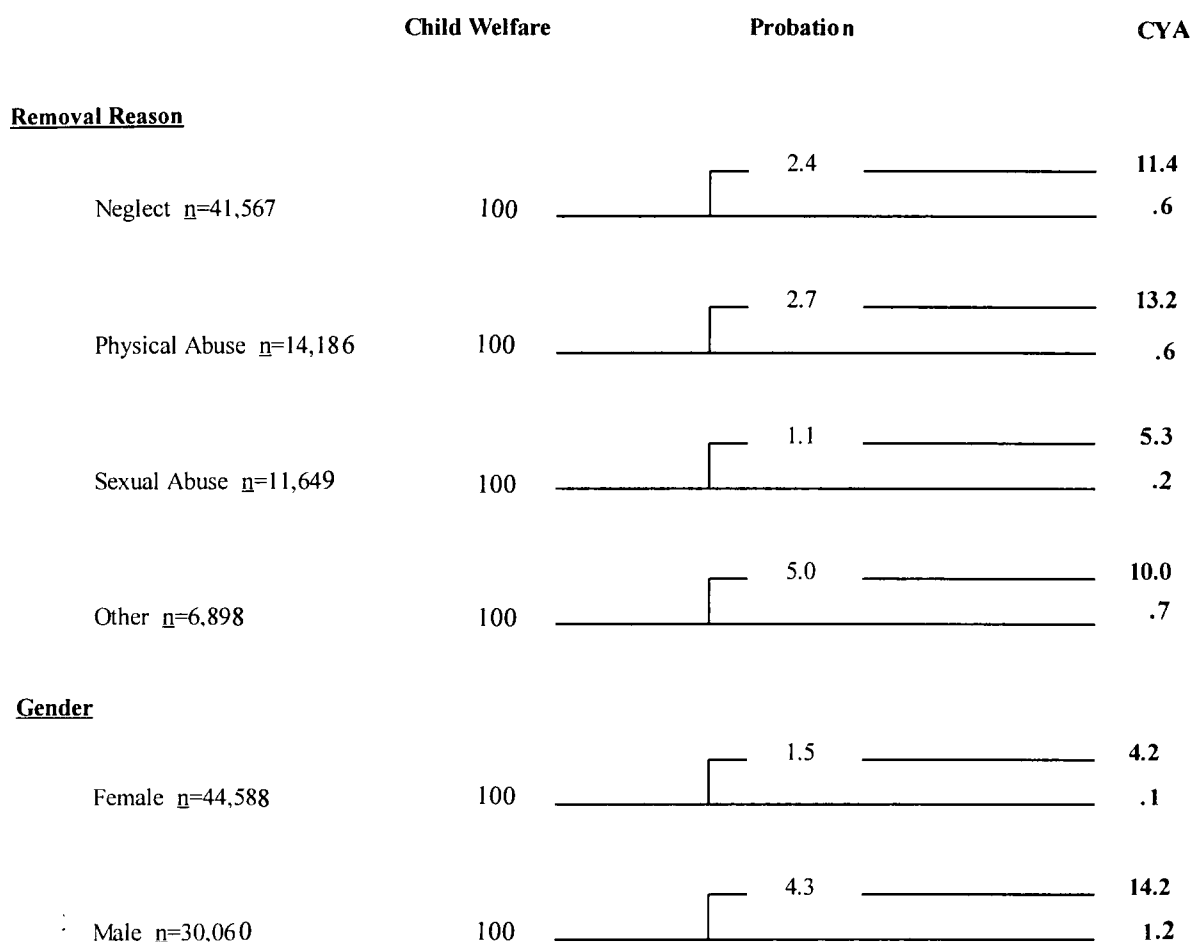 Child Welfare Probation CYA
Removal Reason
2.4 11.4
Neglect n=41,567 100 .6
2.7 13.2
Physical Abuse n=14,186 100 .6
1.1 5.3
Sexual Abuse n=11,649 100 .2
5.0 10.0
Other n=6,898 100 .7
Gender
1.5 4.2
Female n=44,588 100 .1
4.3 14.2
Male n=30,060 100 1.2